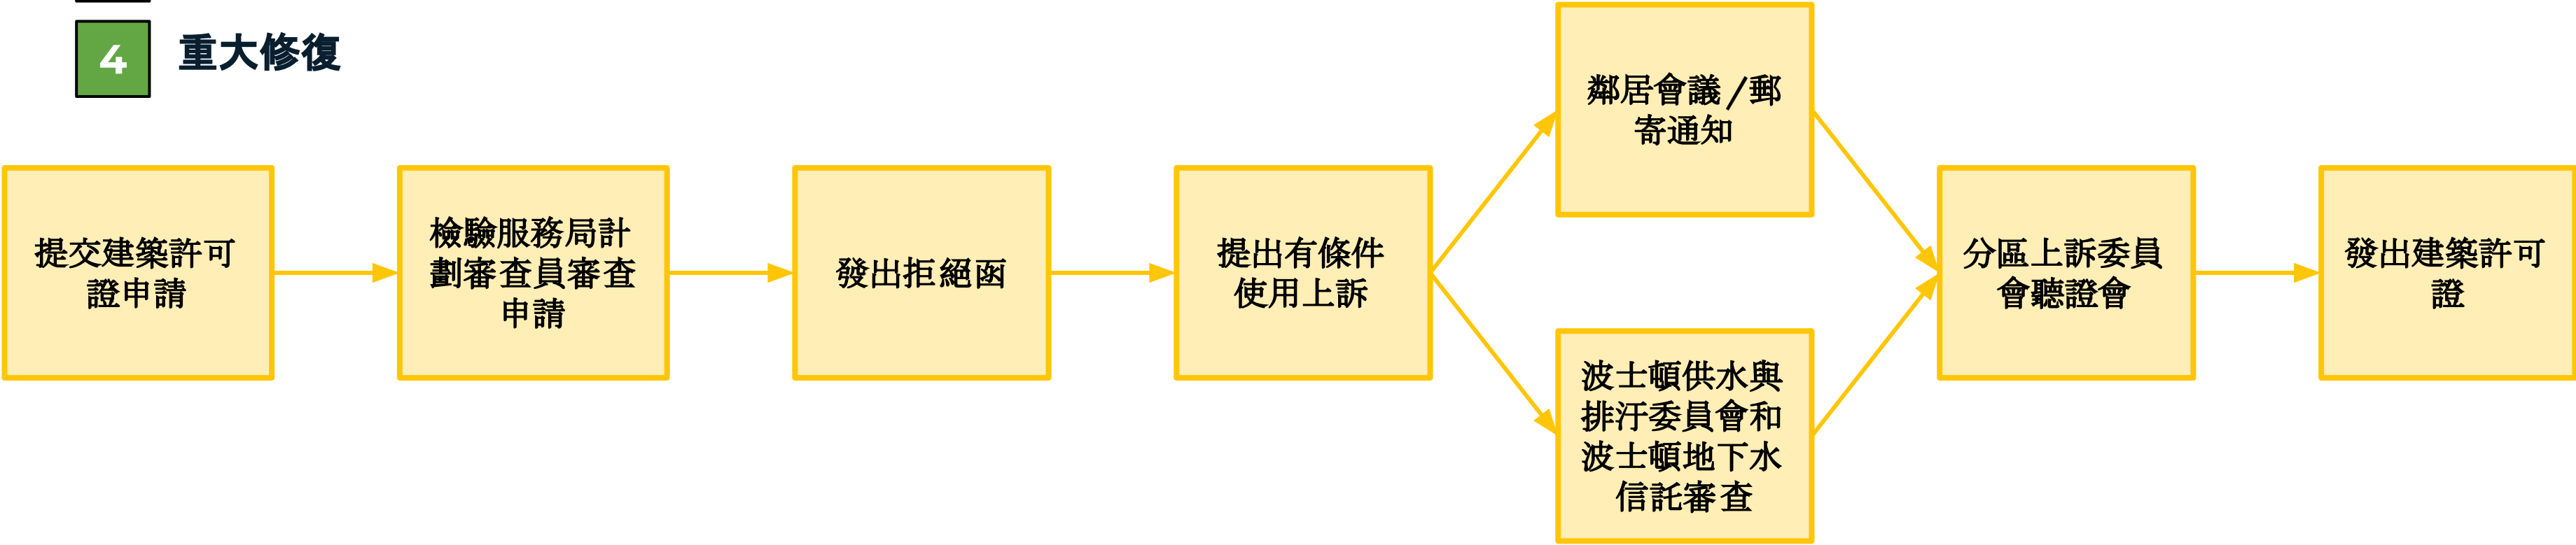 4 重大修復
提交建築許可
證申請
檢驗服務局計
劃審查員審查
申請
發出拒絕函
提出有條件
使用上訴
鄰居會議/郵
寄通知
波士頓供水與
排汙委員會和
波士頓地下水
信託審查
分區上訴委員
會聽證會
發出建築許可
證